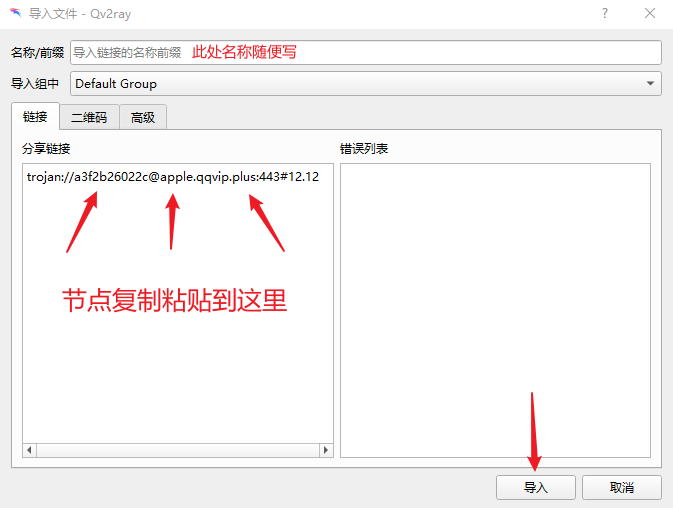 导入文件 - Qv2ray
名称/前缀 导入链接的名称前缀 此处名称随便写
导入组中 Default Group
链接 二维码 高级
分享链接 错误列表
trojan://a3f2b26022c@apple.qqvip.plus:443#12.12
节点复制粘贴到这里
导入 取消